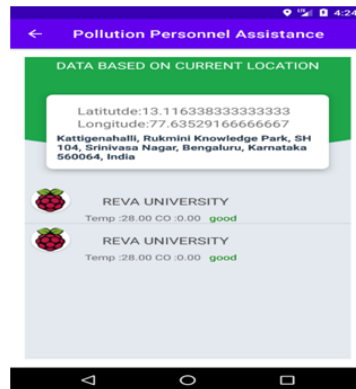 4:24
Pollution Personnel Assistance
DATA BASED ON CURRENT LOCATION
Latitutde:13.116338333333333
Longitude:77.63529166666667
Kattigenahalli, Rukmini Knowledge Park, SH
104, Srinivasa Nagar, Bengaluru, Karnataka
560064, India
REVA UNIVERSITY
Temp :28.00 CO :0.00 good
REVA UNIVERSITY
Temp :28.00 CO :0.00 good